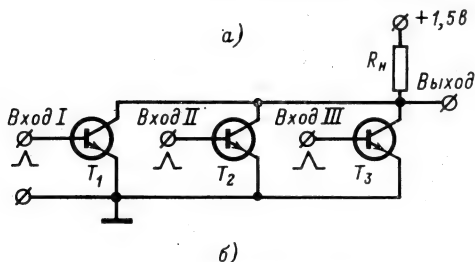 а)
+1,5в
Rн
Выход
Вход I
Вход II
Вход III
T1
T2
T3
б)